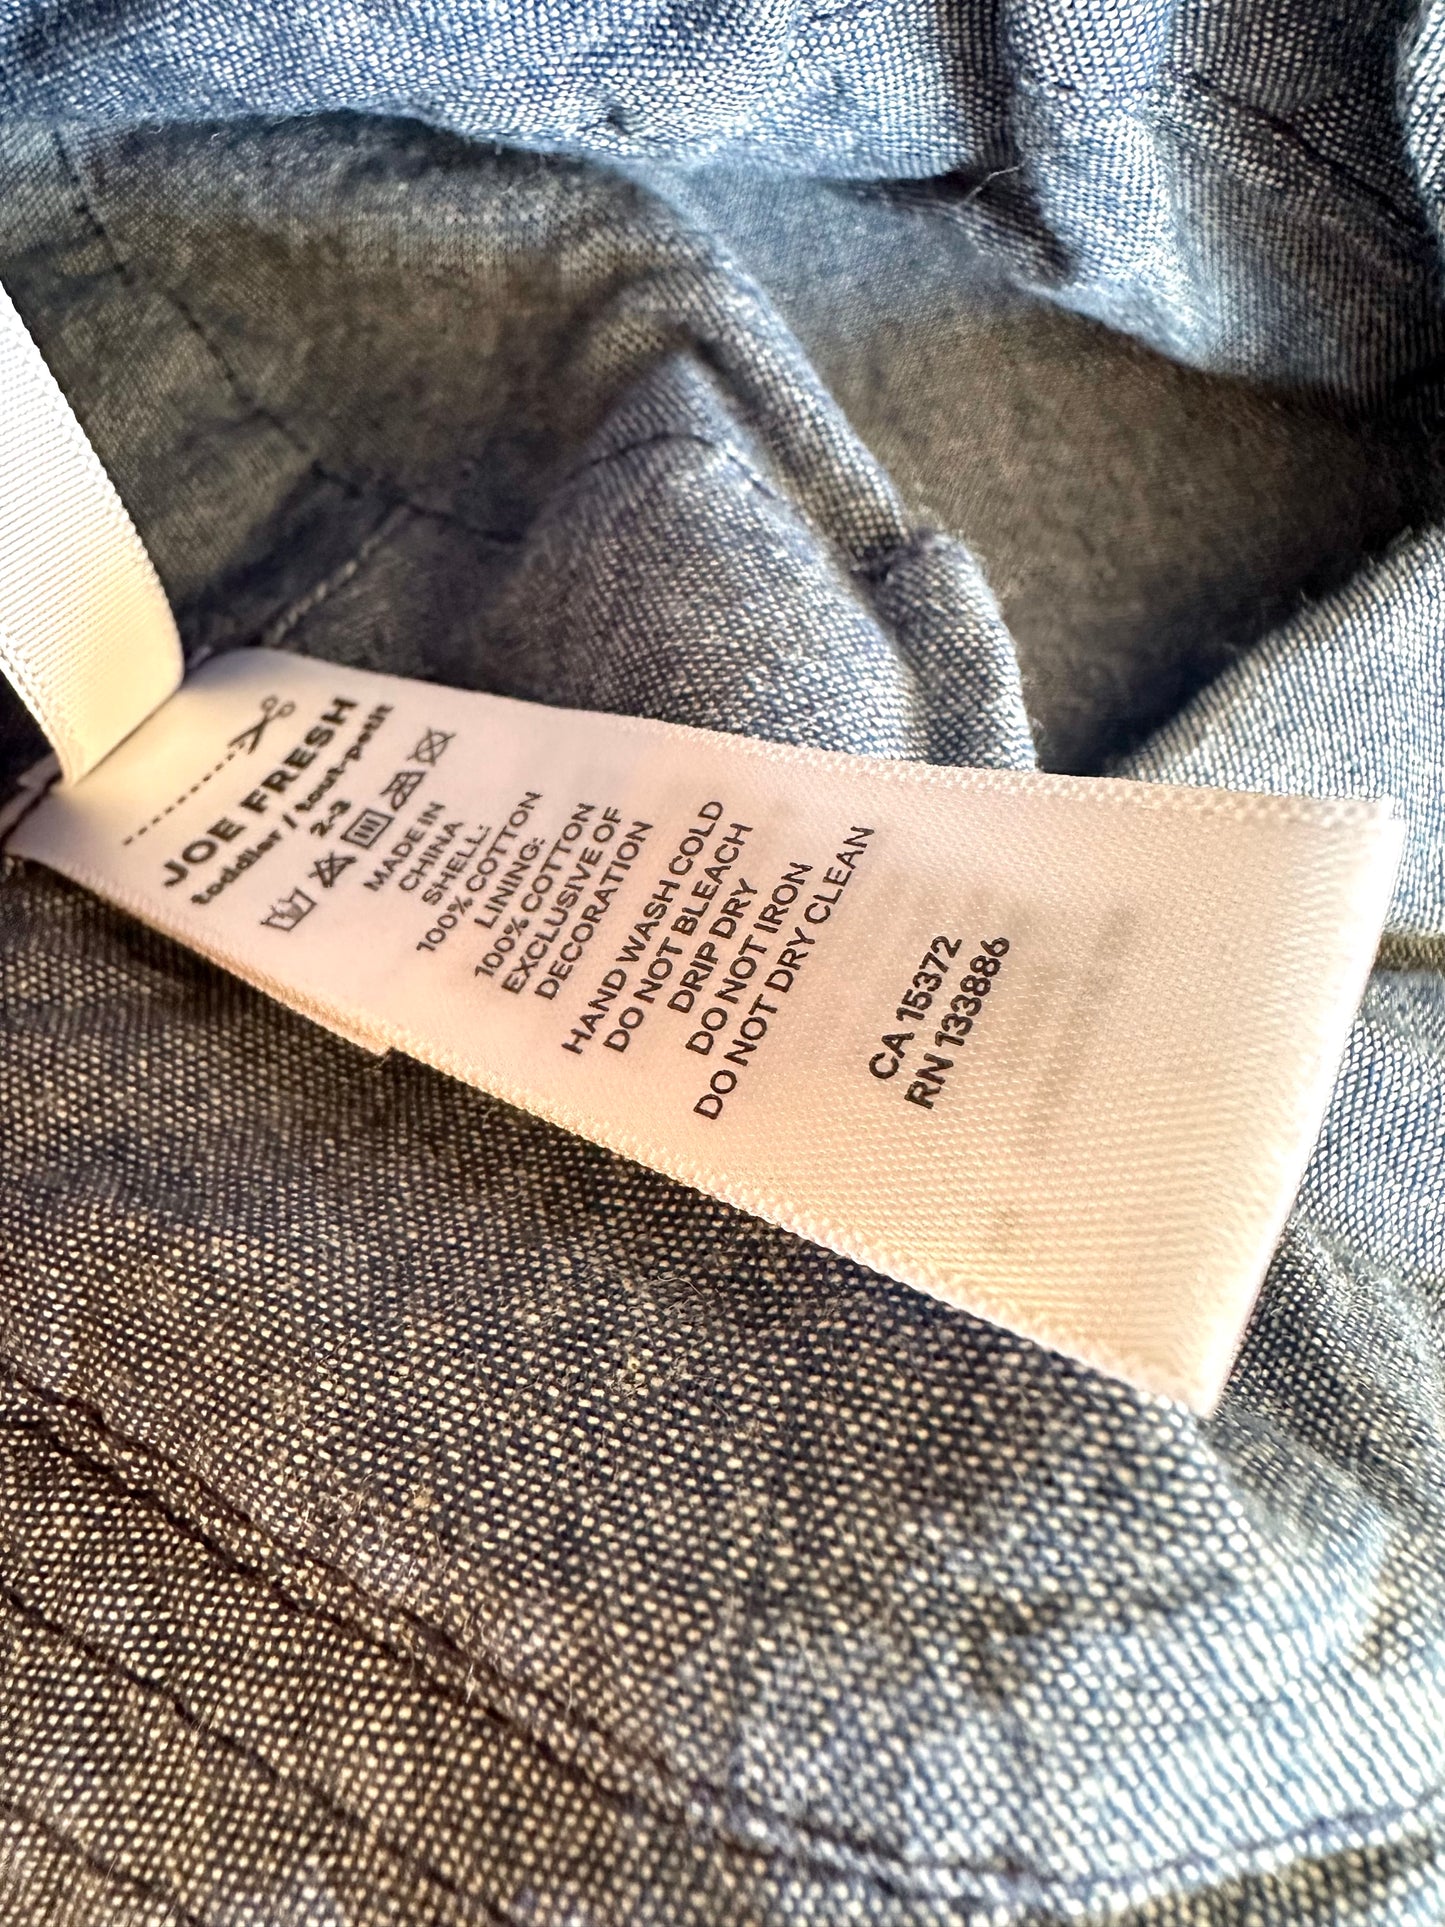 JOE FRESH
toddler / tout-petit
2-3
MADE IN
CHINA
SHELL:
100% COTTON
LINING:
100% COTTON
EXCLUSIVE OF
DECORATION
HAND WASH COLD
DO NOT BLEACH
DRIP DRY
DO NOT IRON
DO NOT DRY CLEAN
CA 15372
RN 133886